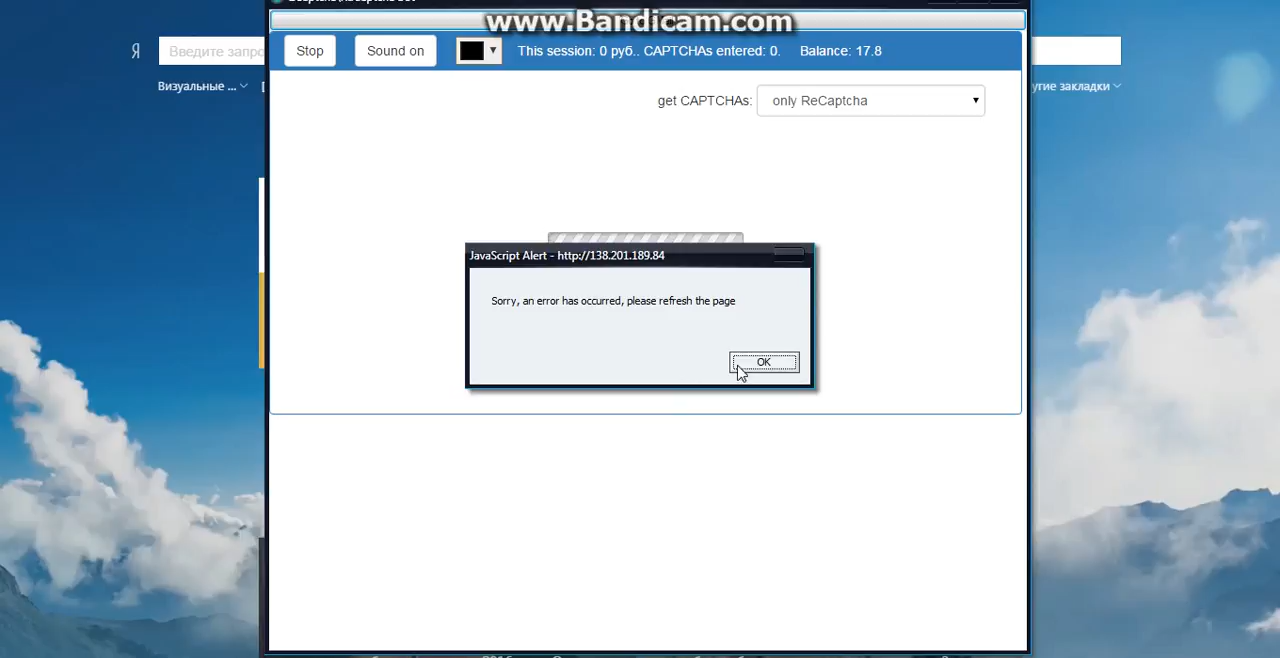 www.Bandicam.com
Я
Введите запро
Stop
Sound on
This session: 0 руб.. CAPTCHAs entered: 0.
Balance: 17.8
Визуальные ...
угие закладки
get CAPTCHAs:
only ReCaptcha
JavaScript Alert - http://138.201.189.84
Sorry, an error has occurred, please refresh the page
OK